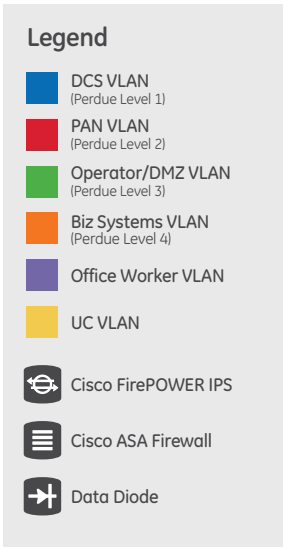 Legend
DCS VLAN
(Perdue Level 1)
PAN VLAN
(Perdue Level 2)
Operator/DMZ VLAN
(Perdue Level 3)
Biz Systems VLAN
(Perdue Level 4)
Office Worker VLAN
UC VLAN
Cisco FirePOWER IPS
Cisco ASA Firewall
Data Diode